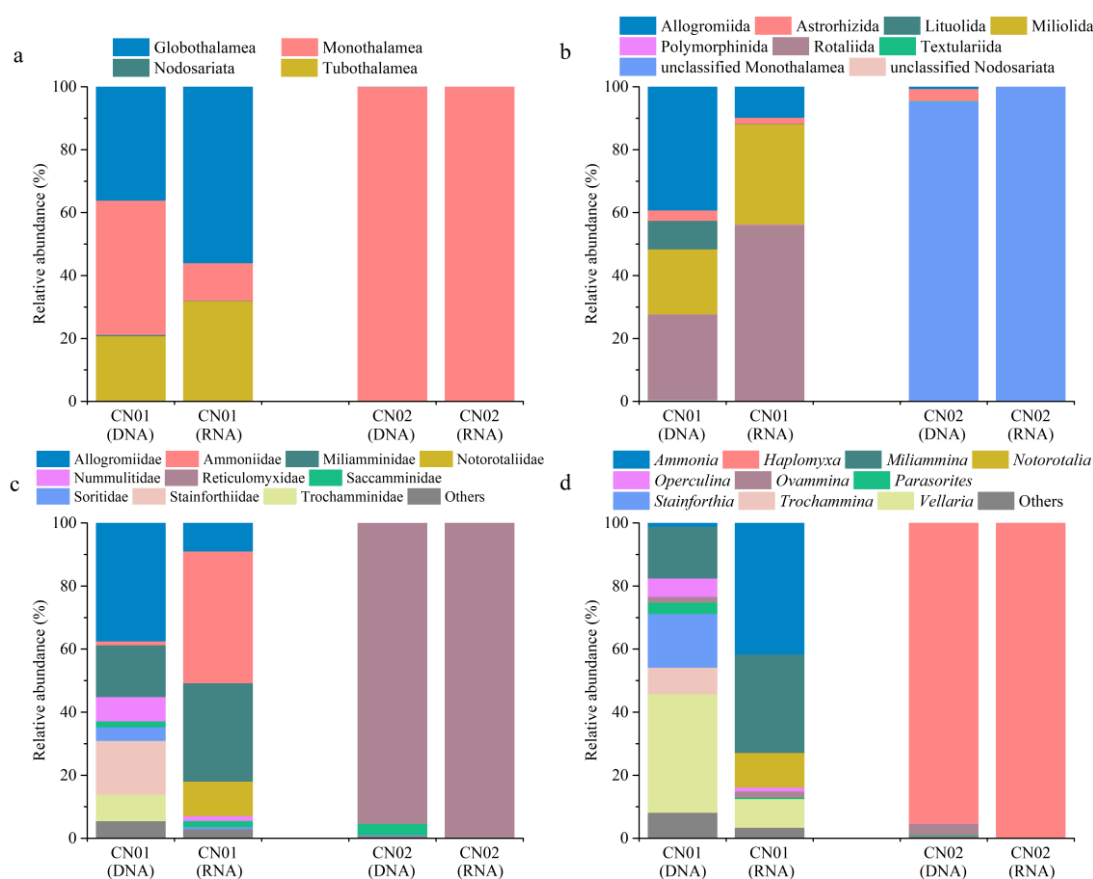 a
Globothalamea Monothalamea
Nodosariata Tubothalamea
100
80
60
40
20
0
Relative abundance (%)
CN01 CN01 CN02 CN02
(DNA) (RNA) (DNA) (RNA)
b
Allogromiida Astrorhizida Lituolida Miliolida
Polymorphinida Rotaliida Textulariida
unclassified Monothalamea unclassified Nodosariata
100
80
60
40
20
0
Relative abundance (%)
CN01 CN01 CN02 CN02
(DNA) (RNA) (DNA) (RNA)
c
Allogromiidae Ammoniidae Miliamminidae Notorotaliidae
Nummulitidae Reticulomyxidae Saccamminidae
Soritidae Stainforthiidae Trochamminidae Others
100
80
60
40
20
0
Relative abundance (%)
CN01 CN01 CN02 CN02
(DNA) (RNA) (DNA) (RNA)
d
Ammonia Haplomyxa Miliammina Notorotalia
Operculina Ovammina Parasorites
Stainforthia Trochammina Vellaria Others
100
80
60
40
20
0
Relative abundance (%)
CN01 CN01 CN02 CN02
(DNA) (RNA) (DNA) (RNA)